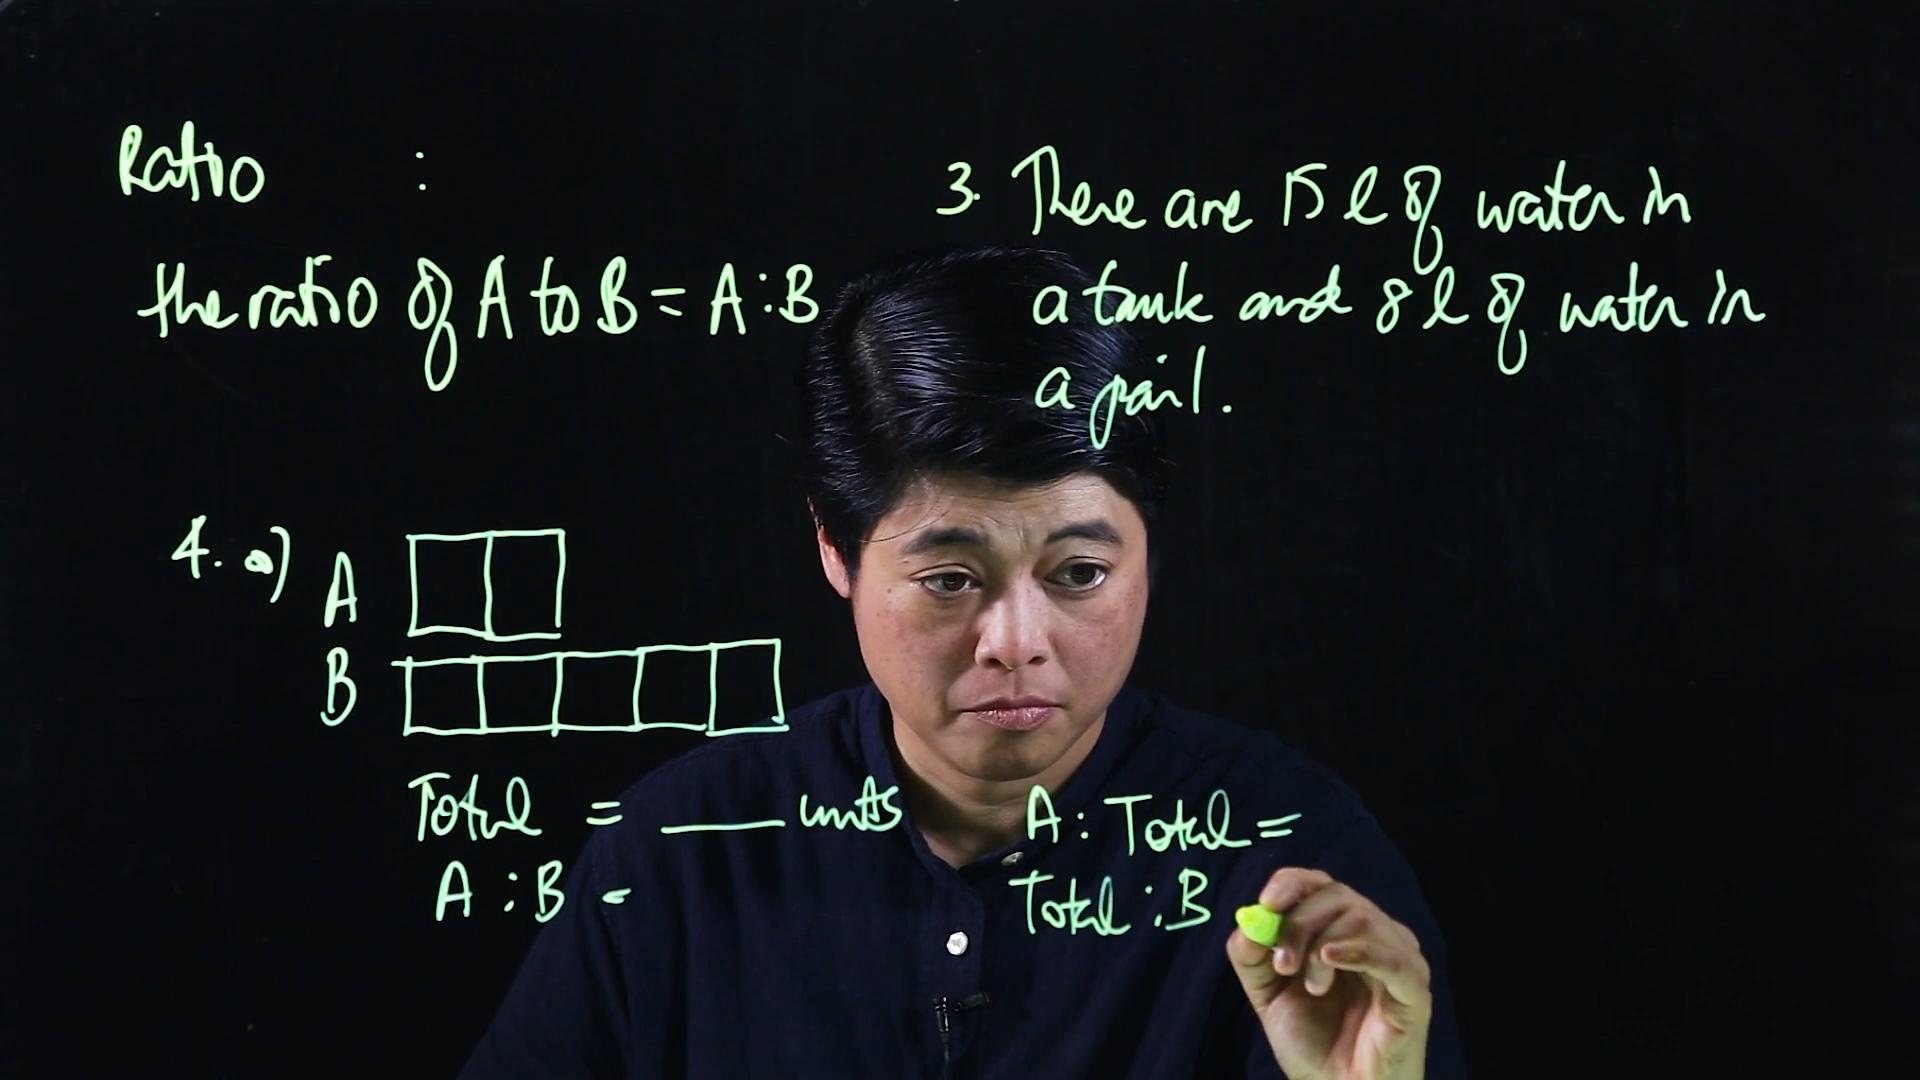 Ratio :
the ratio of A to B = A : B
3. There are 15 l of water in
a tank and 8 l of water in
a pail.
4. a)
A
B
Total = ____ units
A : B =
A : Total =
Total : B